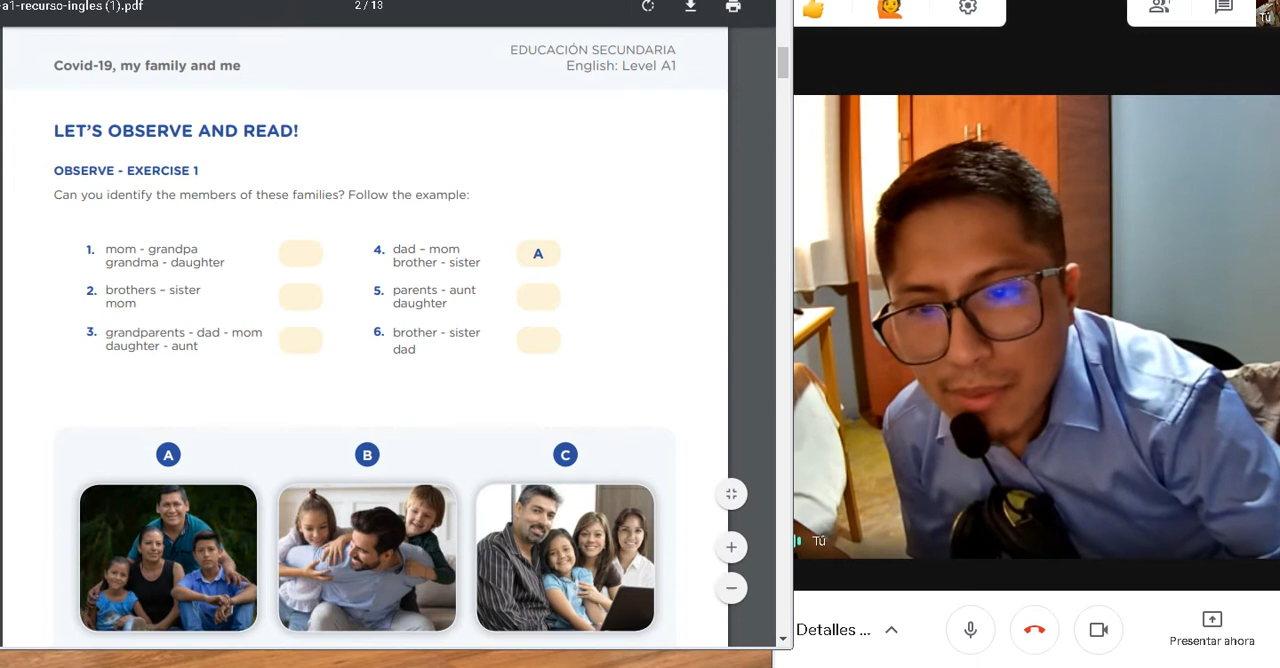 -a1-recurso-ingles (1).pdf
2 / 13
Tú
Covid-19, my family and me
EDUCACIÓN SECUNDARIA
English: Level A1
LET'S OBSERVE AND READ!
OBSERVE - EXERCISE 1
Can you identify the members of these families? Follow the example:
1. mom - grandpa
grandma - daughter
2. brothers – sister
mom
3. grandparents - dad - mom
daughter - aunt
4. dad – mom
brother - sister
A
5. parents - aunt
daughter
6. brother - sister
dad
A
B
C
Tú
Detalles ...
Presentar ahora